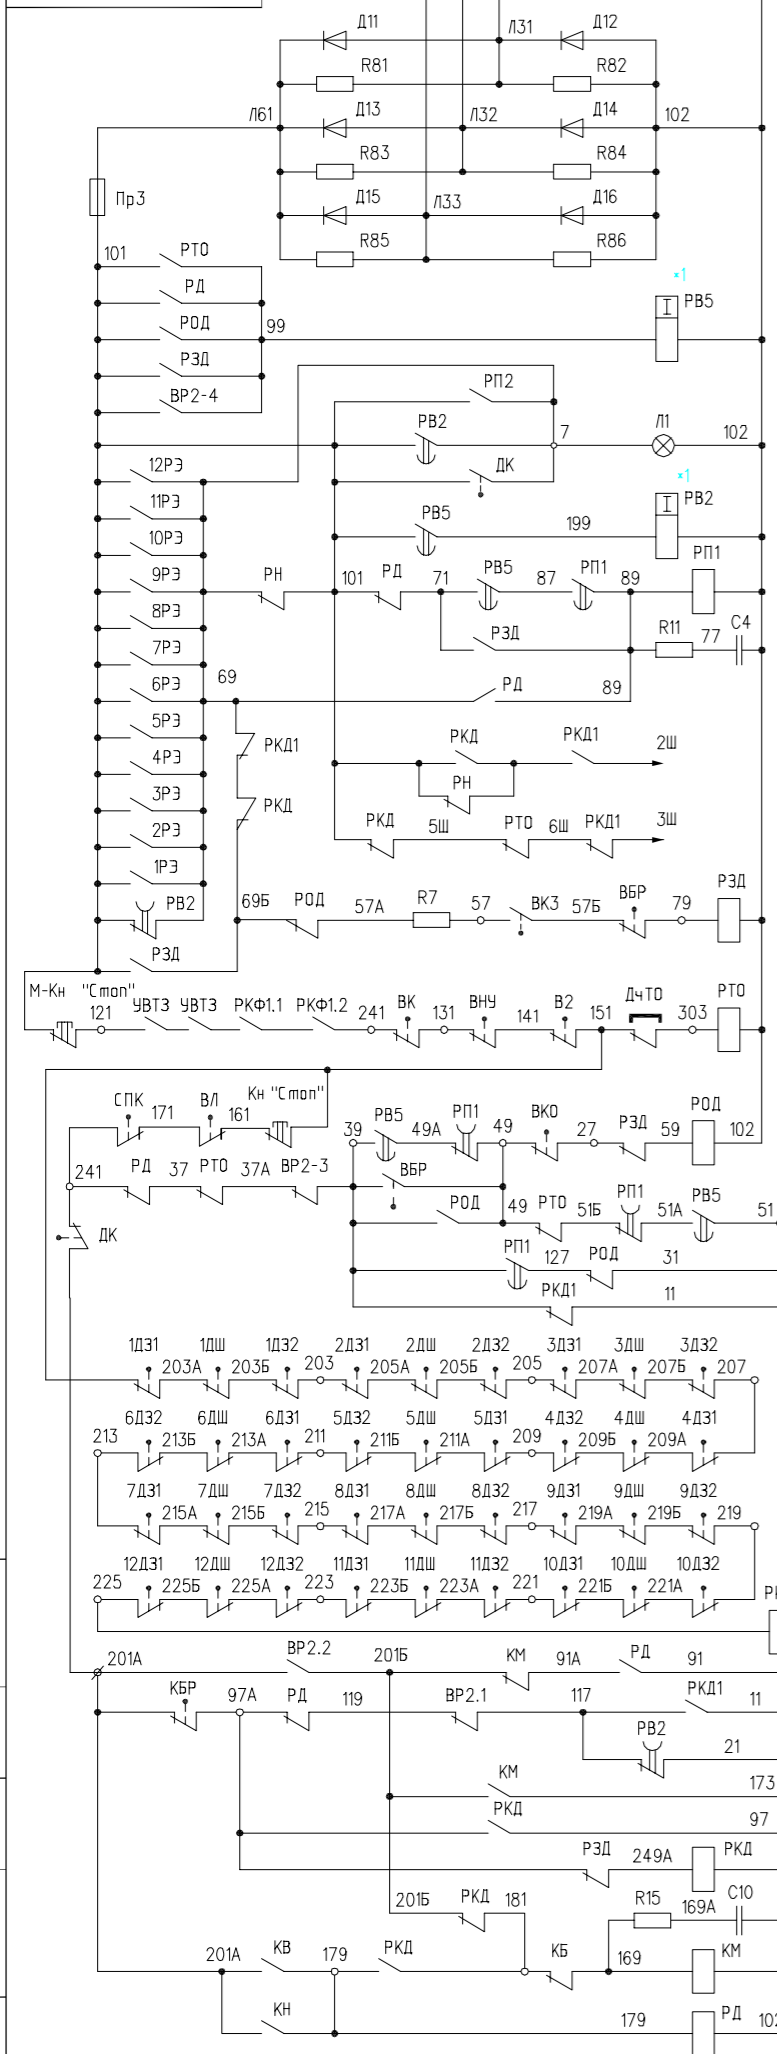 Д11 Л31 Д12
R81 R82
Л61 Д13 Л32 Д14 102
R83 R84
Пр3 Д15 Л33 Д16
R85 R86
101 РТО
*1
РД РВ5
РОД 99
РЗД
ВР2-4 РП2
РВ2 7 Л1 102
12РЭ ДК
*1
11РЭ РВ5 199 РВ2
10РЭ РП1
9РЭ РН 101 РД 71 РВ5 87 РП1 89
8РЭ R11 77 C4
7РЭ РЗД
6РЭ 69 РД 89
5РЭ РКД1 РКД РКД1 2Ш
4РЭ
3РЭ РКД РН
2РЭ РКД 5Ш РТО 6Ш РКД1 3Ш
1РЭ
РВ2 69Б РОД 57А R7 57 ВК3 57Б ВБР 79 РЗД
РЗД
М-Кн "Стоп" 121 УВТЗ УВТЗ РКФ1.1 РКФ1.2 241 ВК 131 ВНУ 141 В2 151 ДчТО 303 РТО
СПК 171 ВЛ 161 Кн "Стоп" 39 РВ5 49А РП1 49 ВКО 27 РЗД 59 РОД 102
241 РД 37 РТО 37А ВР2-3 ВБР
РОД 49 РТО 51Б РП1 51А РВ5 51
ДК
РП1 127 РОД 31
РКД1 11
1ДЗ1 1ДШ 1ДЗ2 2ДЗ1 2ДШ 2ДЗ2 3ДЗ1 3ДШ 3ДЗ2
203А 203Б 203 205А 205Б 205 207А 207Б 207
6ДЗ2 6ДШ 6ДЗ1 5ДЗ2 5ДШ 5ДЗ1 4ДЗ2 4ДШ 4ДЗ1
213 213Б 213А 211 211Б 211А 209 209Б 209А
7ДЗ1 7ДШ 7ДЗ2 8ДЗ1 8ДШ 8ДЗ2 9ДЗ1 9ДШ 9ДЗ2
215А 215Б 215 217А 217Б 217 219А 219Б 219
12ДЗ1 12ДШ 12ДЗ2 11ДЗ1 11ДШ 11ДЗ2 10ДЗ1 10ДШ 10ДЗ2
225 225Б 225А 223 223Б 223А 221 221Б 221А
201А ВР2.2 201Б КМ 91А РД 91
КБР 97А РД 119 ВР2.1 117 РКД1 11
РВ2 21
КМ 173
РКД 97
РЗД 249А РКД
201Б РКД 181 R15 169А C10
201А КВ 179 РКД КБ 169 КМ
КН 179 РД